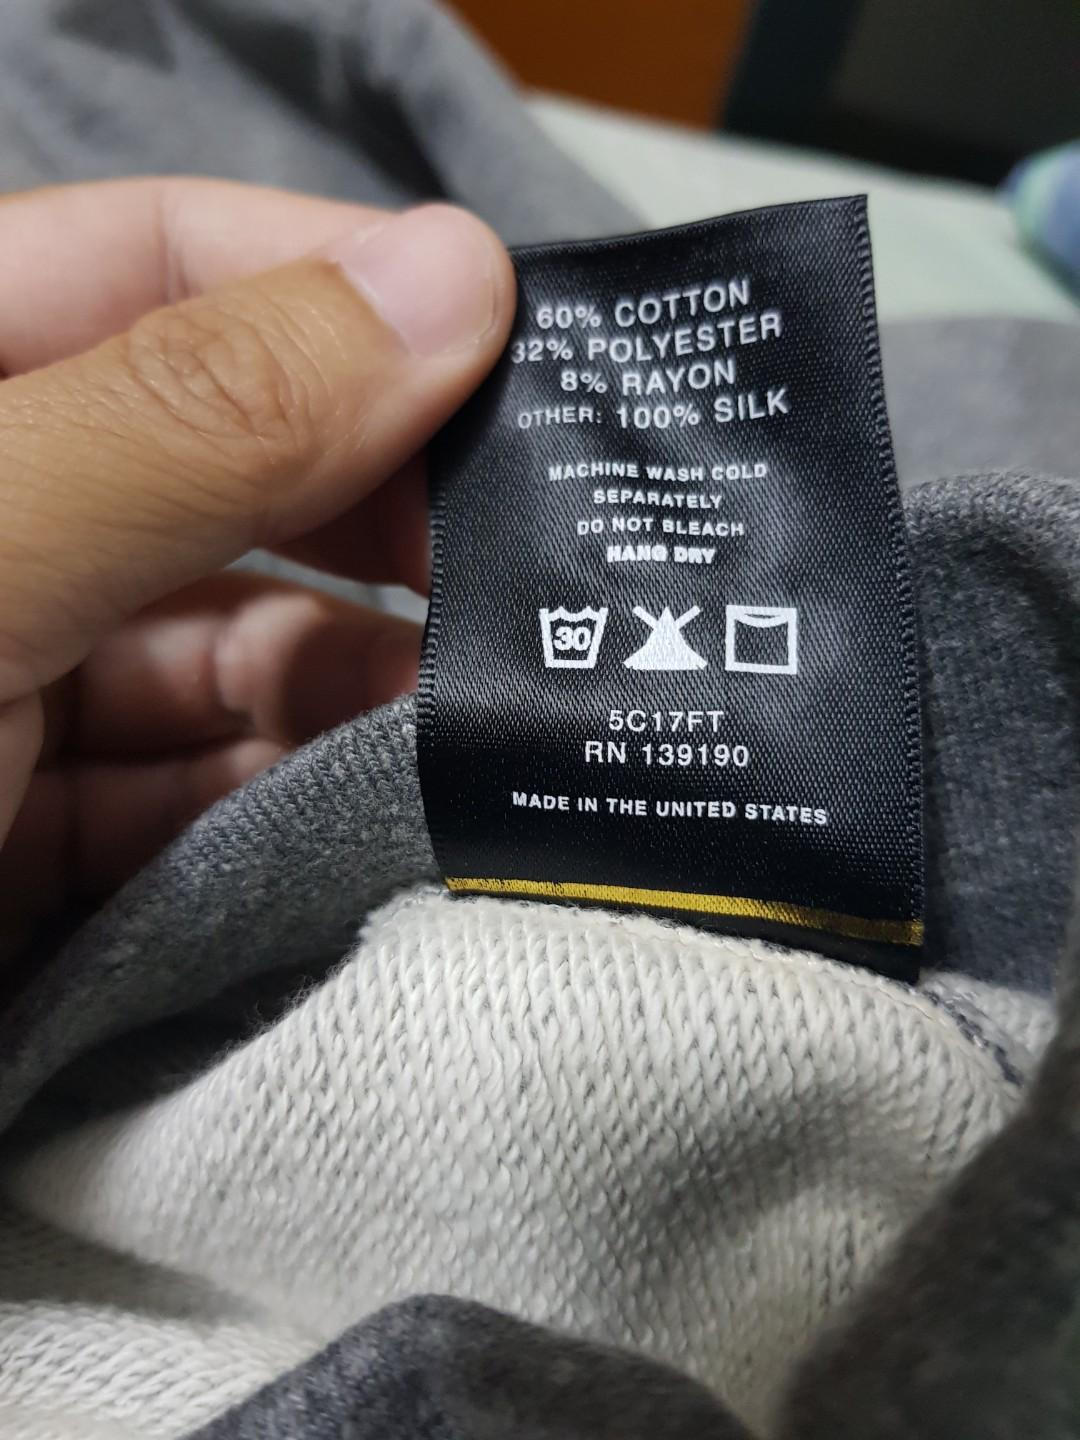 60% COTTON
32% POLYESTER
8% RAYON
OTHER: 100% SILK
MACHINE WASH COLD
SEPARATELY
DO NOT BLEACH
HANG DRY
30
5C17FT
RN 139190
MADE IN THE UNITED STATES